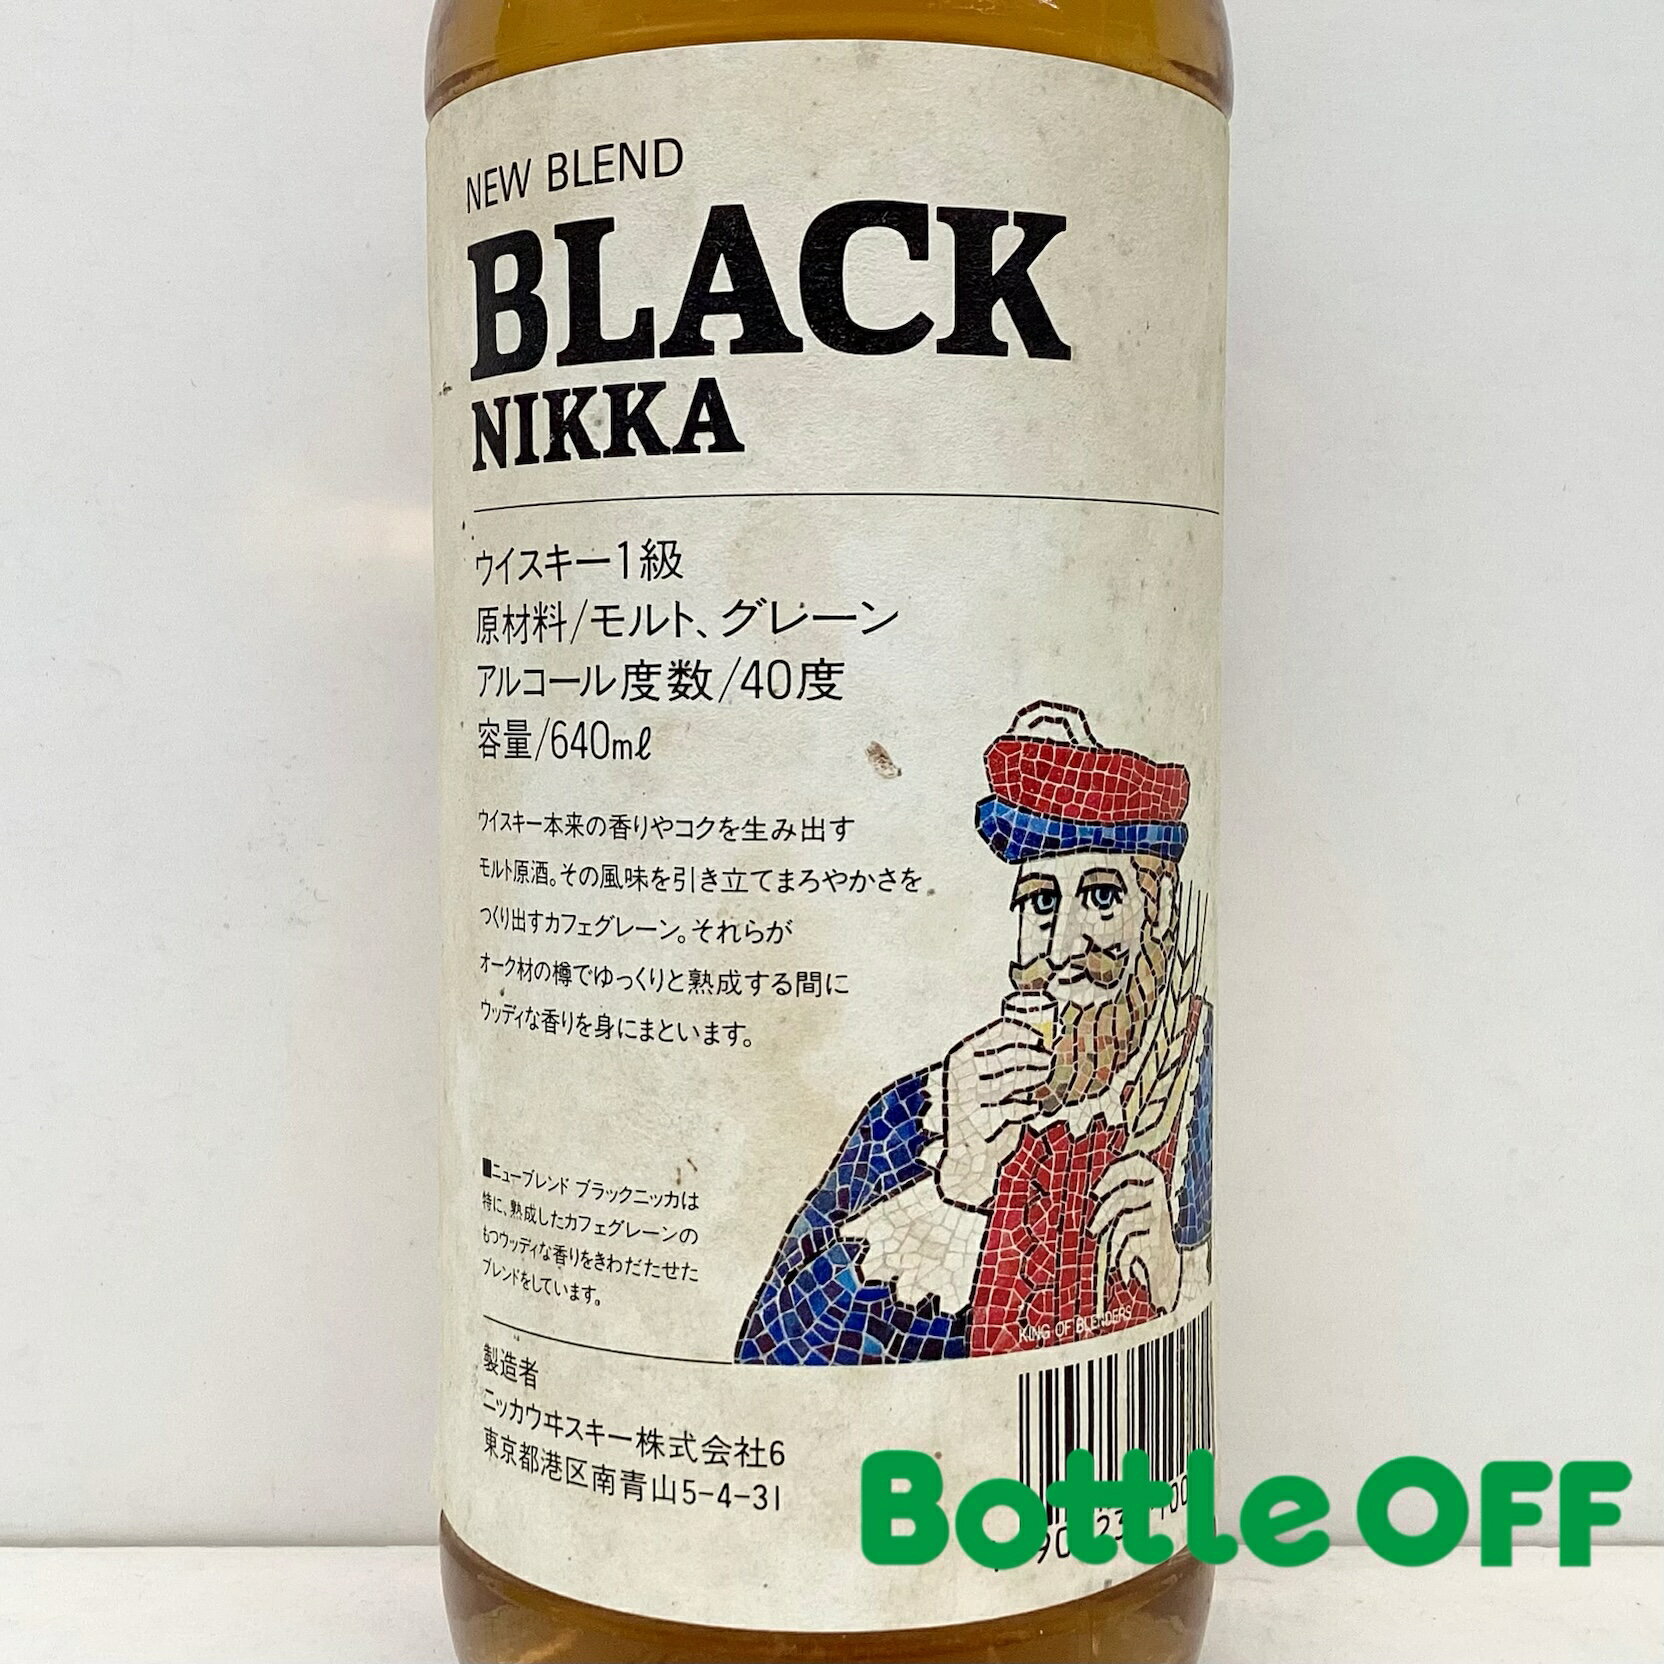 NEW BLEND
BLACK
NIKKA
ウイスキー1級
原材料/モルト、グレーン
アルコール度数/40度
容量/640mℓ
ウイスキー本来の香りやコクを生み出す
モルト原酒。その風味を引き立てまろやかさを
つくり出すカフェグレーン。それらが
オーク材の樽でゆっくりと熟成する間に
ウッディな香りを身にまといます。
■ニューブレンド ブラックニッカは
特に、熟成したカフェグレーンの
もつウッディな香りをきわだたせた
ブレンドをしています。
KING OF BLENDERS
製造者
ニッカウヰスキー株式会社6
東京都港区南青山5-4-31
Bottle OFF